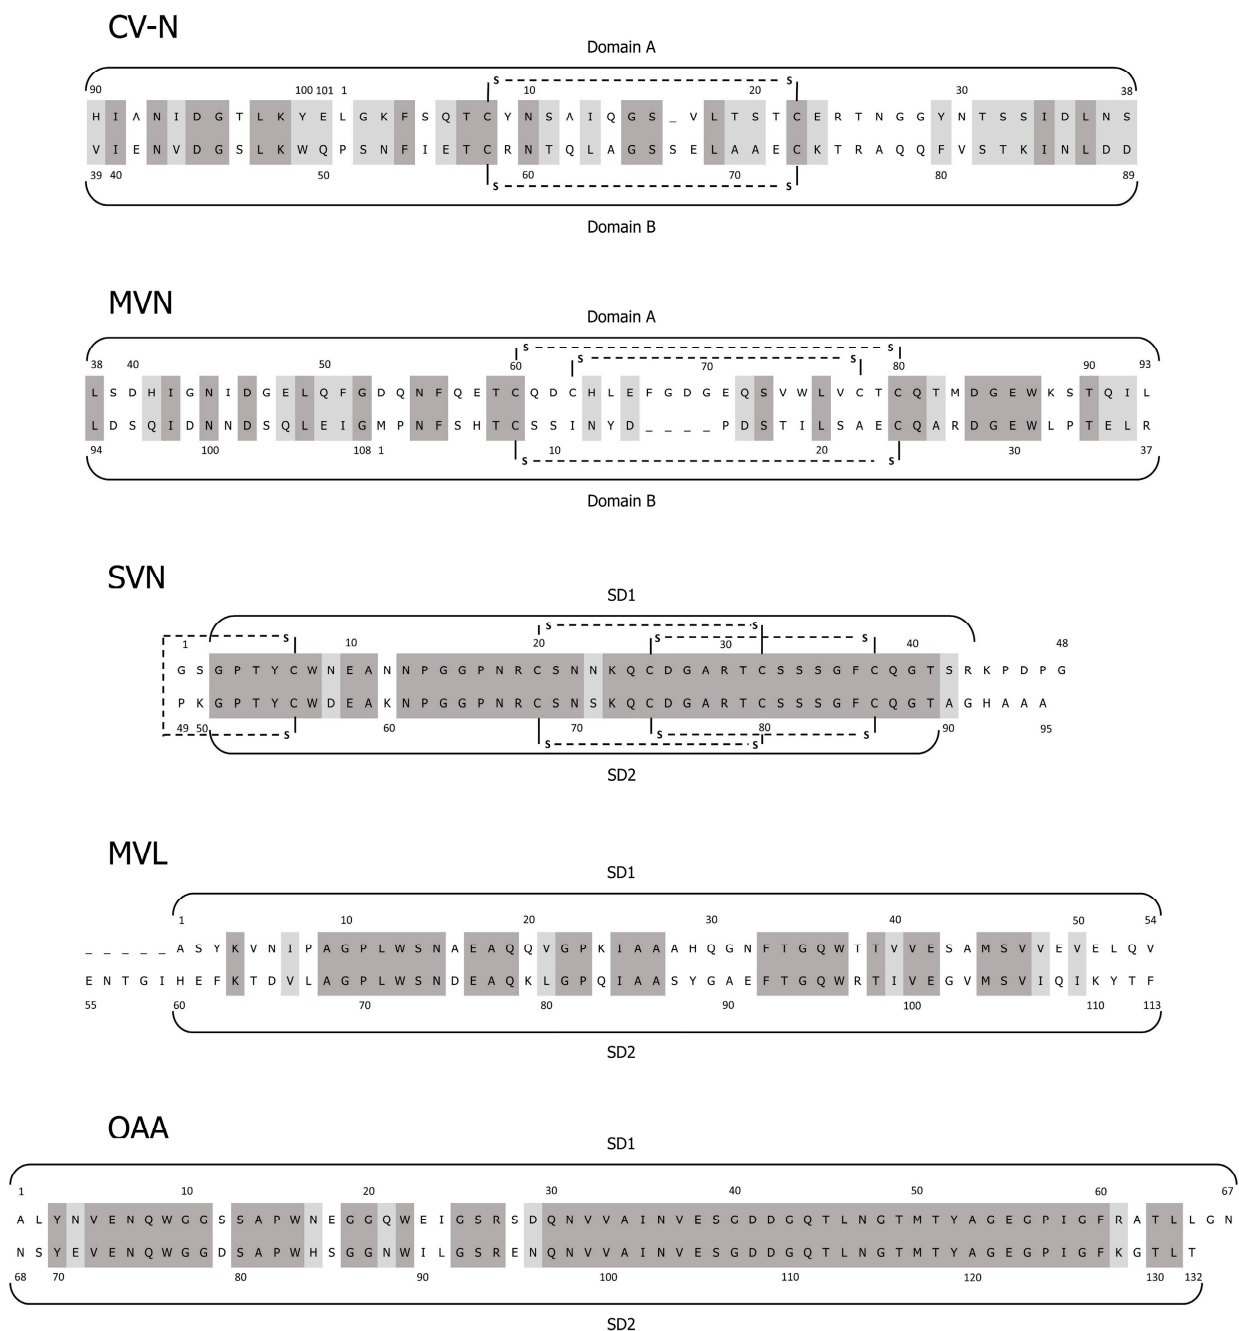 CV-N
Domain A
S S
90 100 101 1 10 20 30 38
H I A N I D G T L K Y E L G K F S Q T C Y N S A I Q G S _ V L T S T C E R T N G G Y N T S S I D L N S
V I E N V D G S L K W Q P S N F I E T C R N T Q L A G S S E L A A E C K T R A Q Q F V S T K I N L D D
39 40 50 60 70 80 89
S S
Domain B
MVN
Domain A
S S
S S
38 40 50 60 70 80 90 93
L S D H I G N I D G E L Q F G D Q N F Q E T C Q D C H L E F G D G E Q S V W L V C T C Q T M D G E W K S T Q I L
L D S Q I D N N D S Q L E I G M P N F S H T C S S I N Y D _ _ _ _ P D S T I L S A E C Q A R D G E W L P T E L R
94 100 108 1 10 20 30 37
S S
Domain B
SVN
SD1
S S
S S S
1 10 20 30 40 48
G S G P T Y C W N E A N N P G G P N R C S N N K Q C D G A R T C S S S G F C Q G T S R K P D P G
P K G P T Y C W D E A K N P G G P N R C S N S K Q C D G A R T C S S S G F C Q G T A G H A A A
49 50 60 70 80 90 95
S S S
S S
SD2
MVL
SD1
1 10 20 30 40 50 54
_ _ _ _ _ A S Y K V N I P A G P L W S N A E A Q Q V G P K I A A A H Q G N F T G Q W T T V V E S A M S V V E V E L Q V
E N T G I H E F K T D V L A G P L W S N D E A Q K L G P Q I A A S Y G A E F T G Q W R T I V E G V M S V I Q I K Y T F
55 60 70 80 90 100 110 113
SD2
OAA
SD1
1 10 20 30 40 50 60 67
A L Y N V E N Q W G G S S A P W N E G G Q W E I G S R S D Q N V V A I N V E S G D D G Q T L N G T M T Y A G E G P I G F R A T L L G N
N S Y E V E N Q W G G D S A P W H S G G N W I L G S R E N Q N V V A I N V E S G D D G Q T L N G T M T Y A G E G P I G F K G T L T
68 70 80 90 100 110 120 130 132
SD2